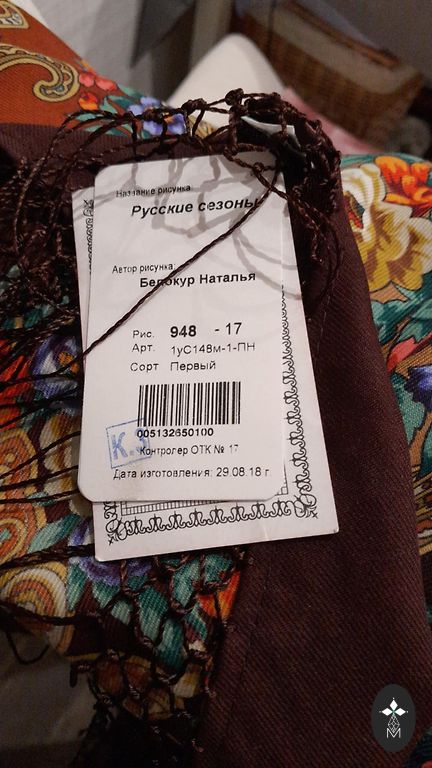 Название рисунка
Русские сезоны
Автор рисунка:
Белокур Наталья
Рис. 948 - 17
Арт. 1уС148м-1-ПН
Сорт Первый
005132650100
К.3
Контролер ОТК № 17
Дата изготовления: 29.08.18 г.
М